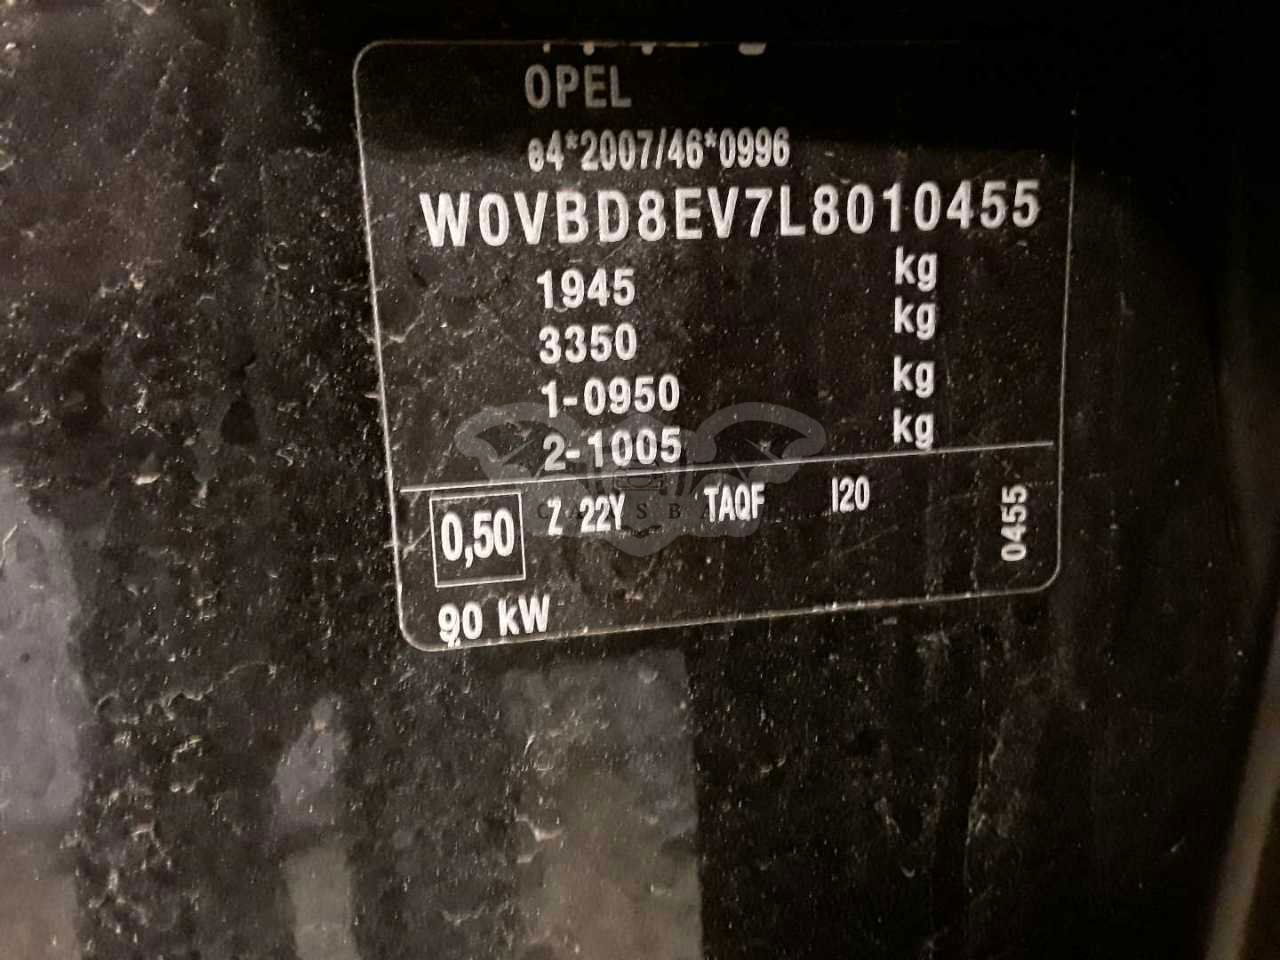 OPEL
e4*2007/46*0996
W0VBD8EV7L8010455
1945 kg
3350 kg
1-0950 kg
2-1005 kg
0,50 Z 22Y TAQF I20
0455
90 kW